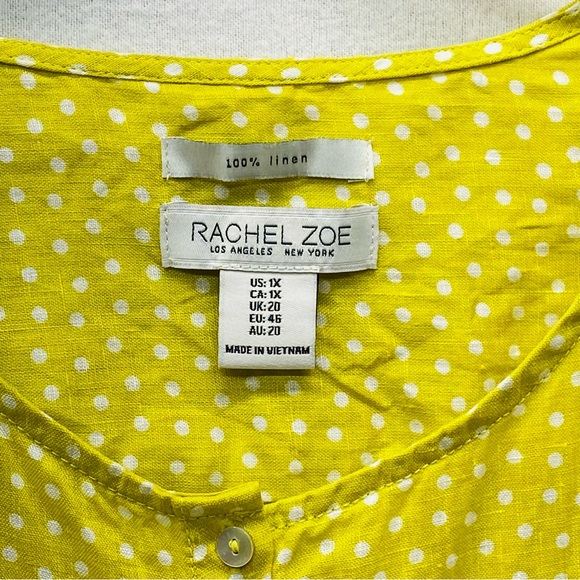 100% linen
RACHEL ZOE
LOS ANGELES NEW YORK
US: 1X
CA: 1X
UK: 20
EU: 46
AU: 20
MADE IN VIETNAM